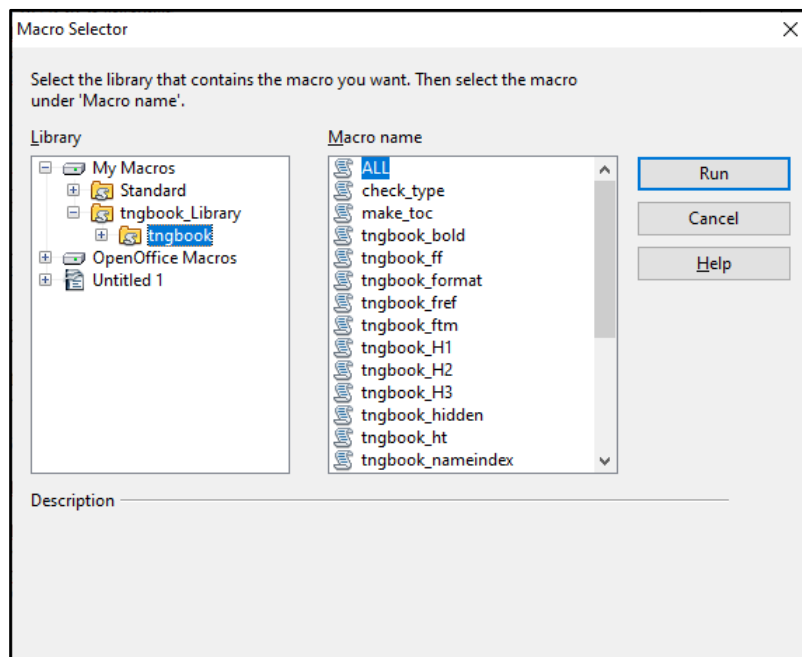 Macro Selector
Select the library that contains the macro you want. Then select the macro
under 'Macro name'.
Library
My Macros
Standard
tngbook_Library
tngbook
OpenOffice Macros
Untitled 1
Macro name
ALL
check_type
make_toc
tngbook_bold
tngbook_ff
tngbook_format
tngbook_fref
tngbook_ftm
tngbook_H1
tngbook_H2
tngbook_H3
tngbook_hidden
tngbook_ht
tngbook_nameindex
Run
Cancel
Help
Description